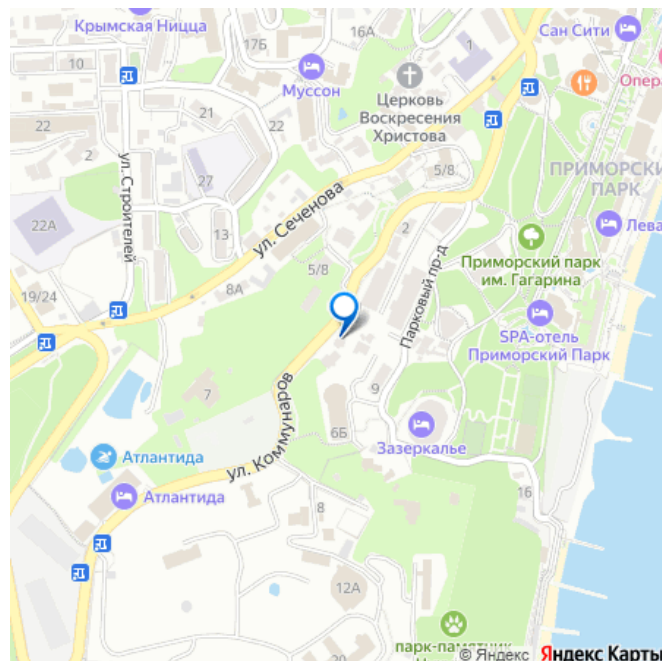 Крымская Ницца
17Б
16А
Сан Сити
10
Муссон
Опера
Церковь
Воскресения
Христова
21
22
22
2
ул. Строителей
27
5/8
ПРИМОРСКИ
ПАРК
22А
13
ул. Сеченова
2
Лева
Приморский парк
им. Гагарина
5/8
8А
19/24
Парковый пр-д
SPA-отель
Приморский Парк
7
9
ул. Коммунаров
6Б
Зазеркалье
Атлантида
Атлантида
16
8
12А
парк-памятник
© Яндекс Яндекс Карты